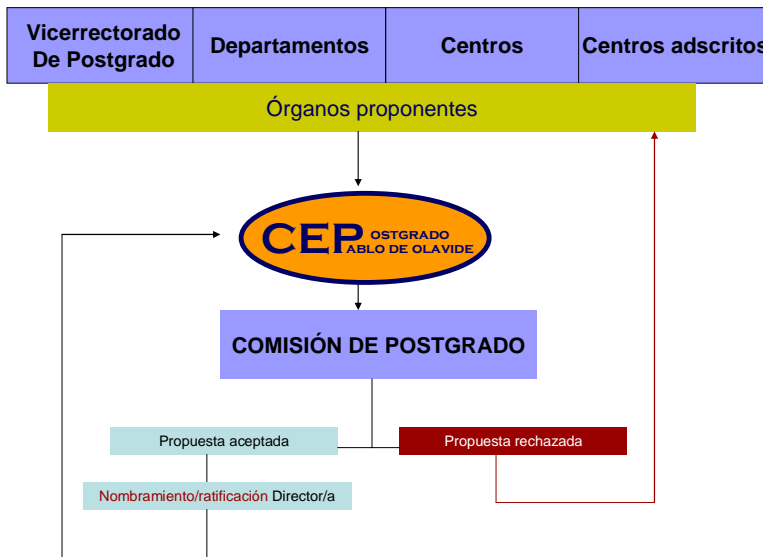 Vicerrectorado
De Postgrado
Departamentos
Centros
Centros adscritos
Órganos proponentes
CEP OSTGRADO
ABLO DE OLAVIDE
COMISIÓN DE POSTGRADO
Propuesta aceptada
Propuesta rechazada
Nombramiento/ratificación Director/a